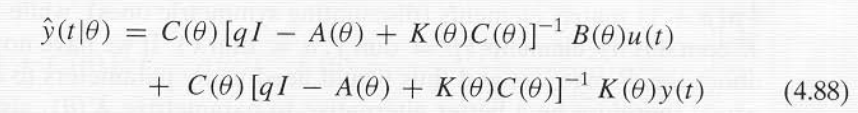 ŷ(t|θ) = C(θ)[qI − A(θ) + K(θ)C(θ)]⁻¹ B(θ)u(t)
+ C(θ)[qI − A(θ) + K(θ)C(θ)]⁻¹ K(θ)y(t) (4.88)